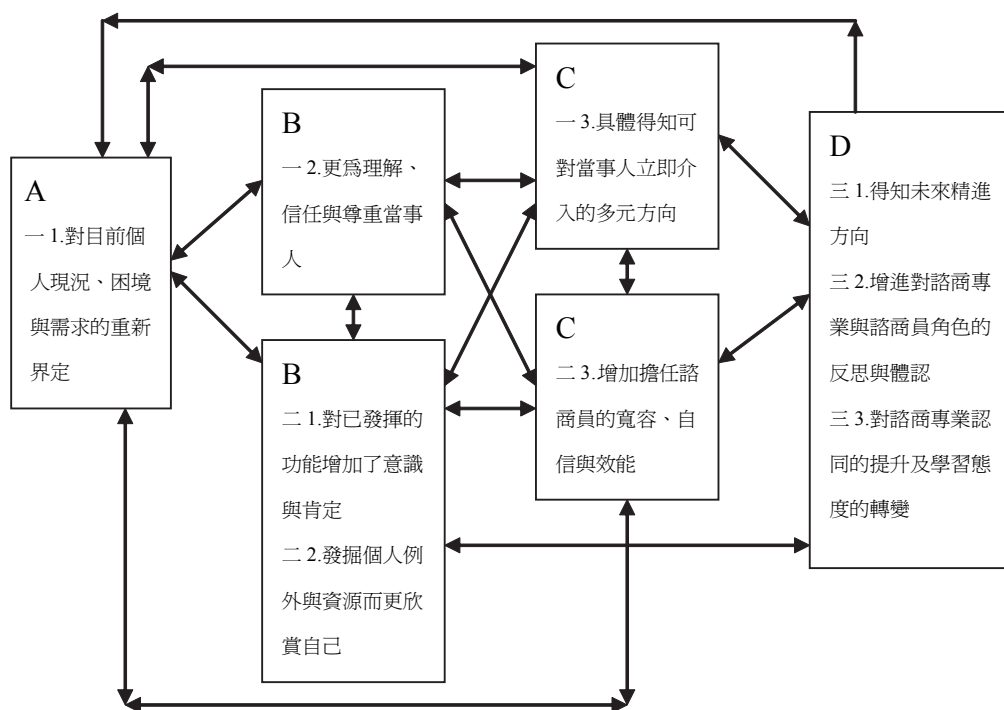 A
一 1.對目前個
人現況、困境
與需求的重新
界定
B
一 2.更為理解、
信任與尊重當事
人
B
二 1.對已發揮的
功能增加了意識
與肯定
二 2.發掘個人例
外與資源而更欣
賞自己
C
一 3.具體得知可
對當事人立即介
入的多元方向
C
二 3.增加擔任諮
商員的寬容、自
信與效能
D
三 1.得知未來精進
方向
三 2.增進對諮商專
業與諮商員角色的
反思與體認
三 3.對諮商專業認
同的提升及學習態
度的轉變